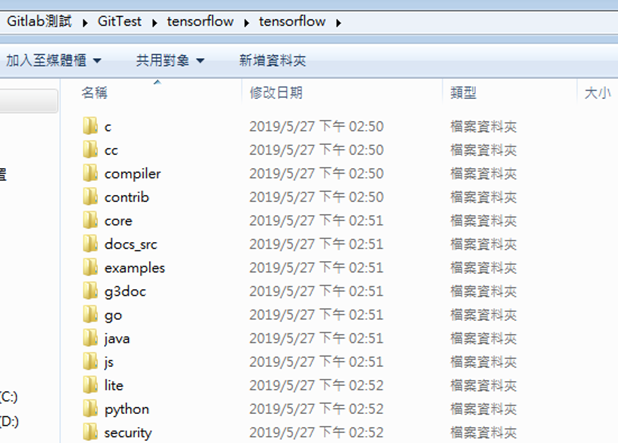 Gitlab測試 ▸ GitTest ▸ tensorflow ▸ tensorflow ▸
加入至媒體櫃 ▼ 共用對象 ▼ 新增資料夾
名稱 修改日期 類型 大小
c 2019/5/27 下午 02:50 檔案資料夾
cc 2019/5/27 下午 02:50 檔案資料夾
compiler 2019/5/27 下午 02:50 檔案資料夾
置
contrib 2019/5/27 下午 02:50 檔案資料夾
core 2019/5/27 下午 02:51 檔案資料夾
docs_src 2019/5/27 下午 02:51 檔案資料夾
examples 2019/5/27 下午 02:51 檔案資料夾
g3doc 2019/5/27 下午 02:51 檔案資料夾
go 2019/5/27 下午 02:51 檔案資料夾
java 2019/5/27 下午 02:51 檔案資料夾
js 2019/5/27 下午 02:51 檔案資料夾
lite 2019/5/27 下午 02:52 檔案資料夾
(C:)
python 2019/5/27 下午 02:52 檔案資料夾
(D:)
security 2019/5/27 下午 02:52 檔案資料夾